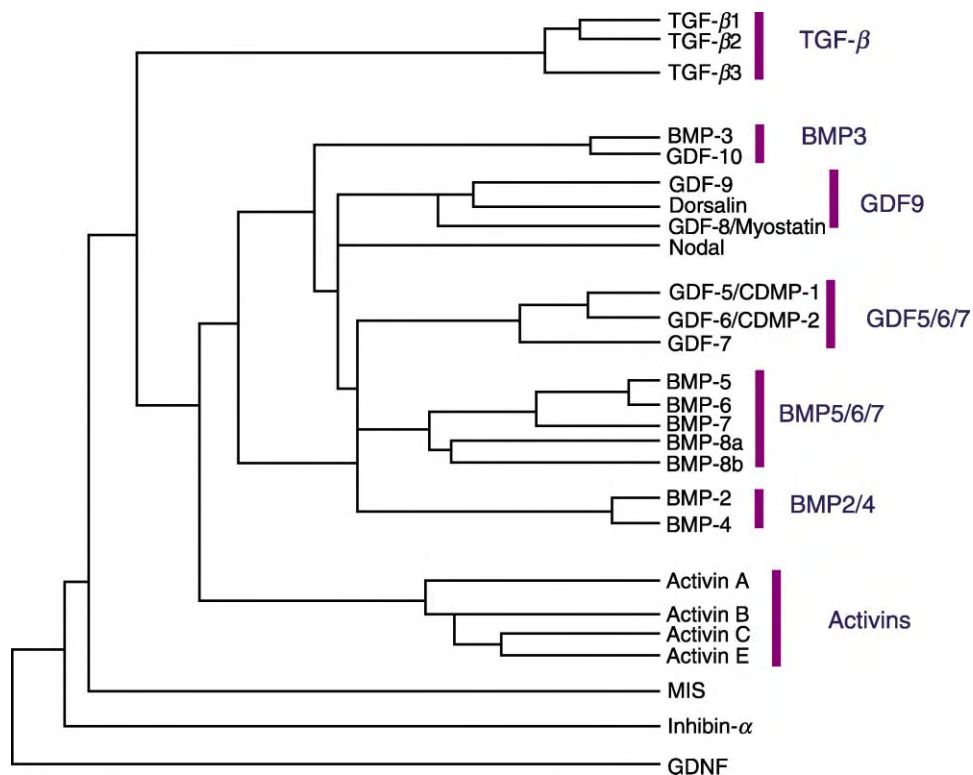 TGF-β1
TGF-β2
TGF-β3
TGF-β
BMP-3
GDF-10
BMP3
GDF-9
Dorsalin
GDF-8/Myostatin
GDF9
Nodal
GDF-5/CDMP-1
GDF-6/CDMP-2
GDF-7
GDF5/6/7
BMP-5
BMP-6
BMP-7
BMP-8a
BMP-8b
BMP5/6/7
BMP-2
BMP-4
BMP2/4
Activin A
Activin B
Activin C
Activin E
Activins
MIS
Inhibin-α
GDNF